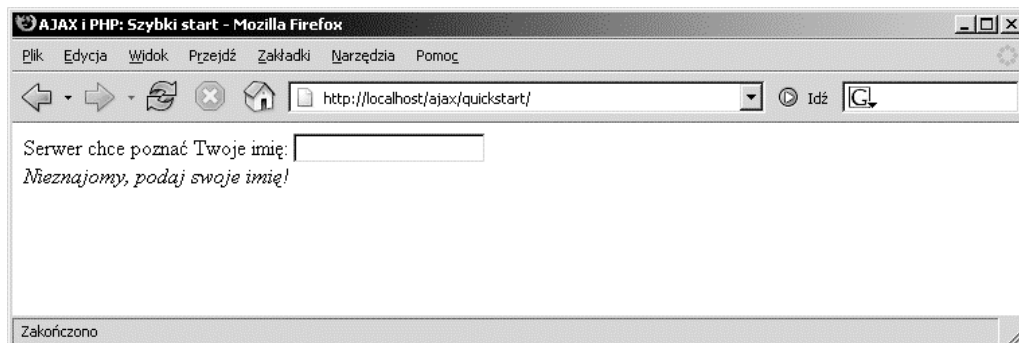 AJAX i PHP: Szybki start - Mozilla Firefox
Plik Edycja Widok Przejdź Zakładki Narzędzia Pomoc
http://localhost/ajax/quickstart/ Idź G
Serwer chce poznać Twoje imię:
Nieznajomy, podaj swoje imię!
Zakończono